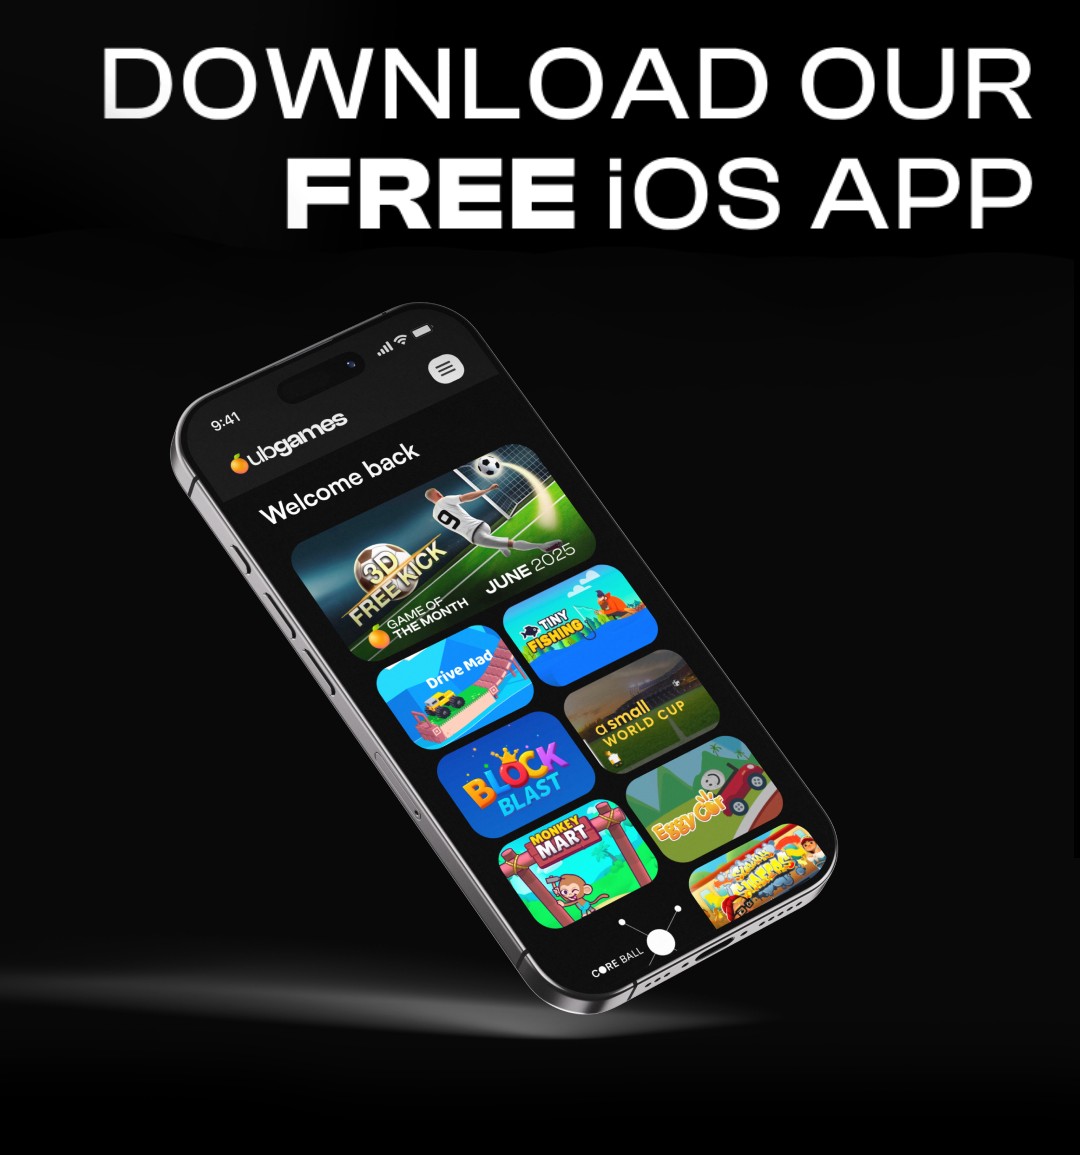 DOWNLOAD OUR
FREE iOS APP
9:41
ubgames
Welcome back
9
3D
FREE KICK
GAME OF
THE MONTH
JUNE 2025
TINY
FISHING
Drive Mad
a small
WORLD CUP
BLOCK
BLAST
Eggy Car
MONKEY
MART
CORE BALL